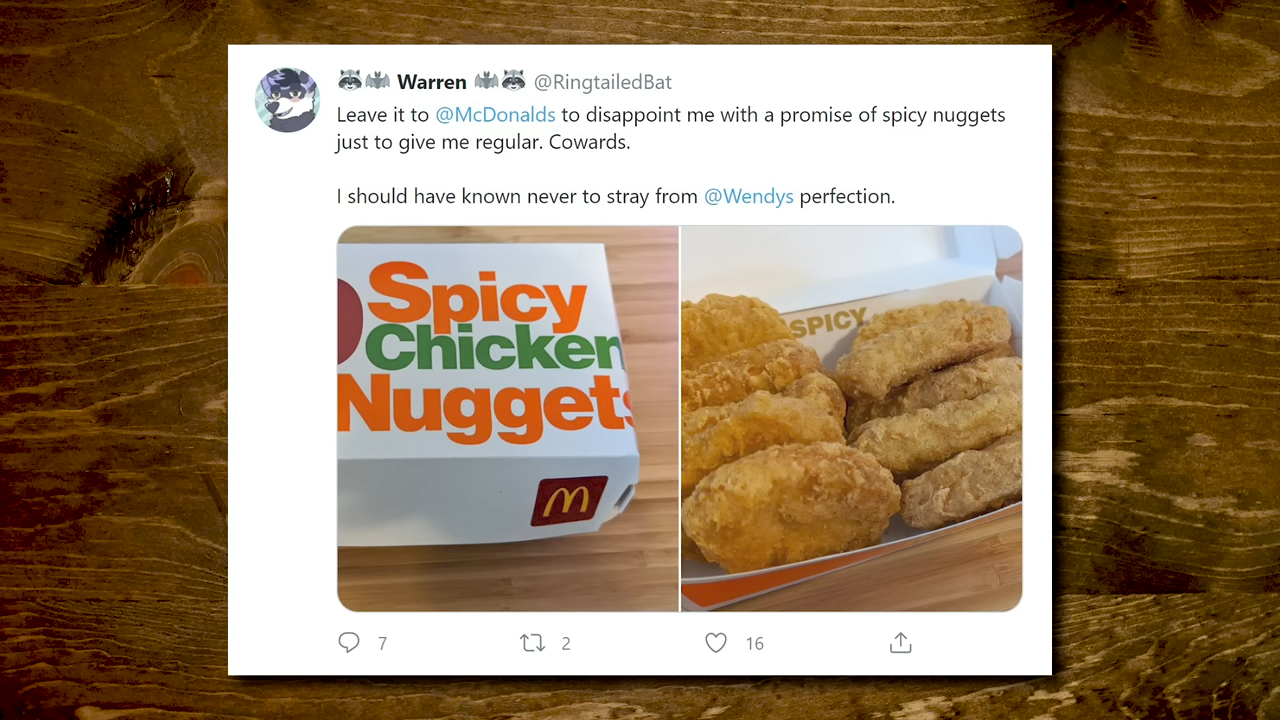 🦝🦇 Warren 🦇🦝 @RingtailedBat
Leave it to @McDonalds to disappoint me with a promise of spicy nuggets
just to give me regular. Cowards.
I should have known never to stray from @Wendys perfection.
Spicy
Chicken
Nuggets
SPICY
7 2 16